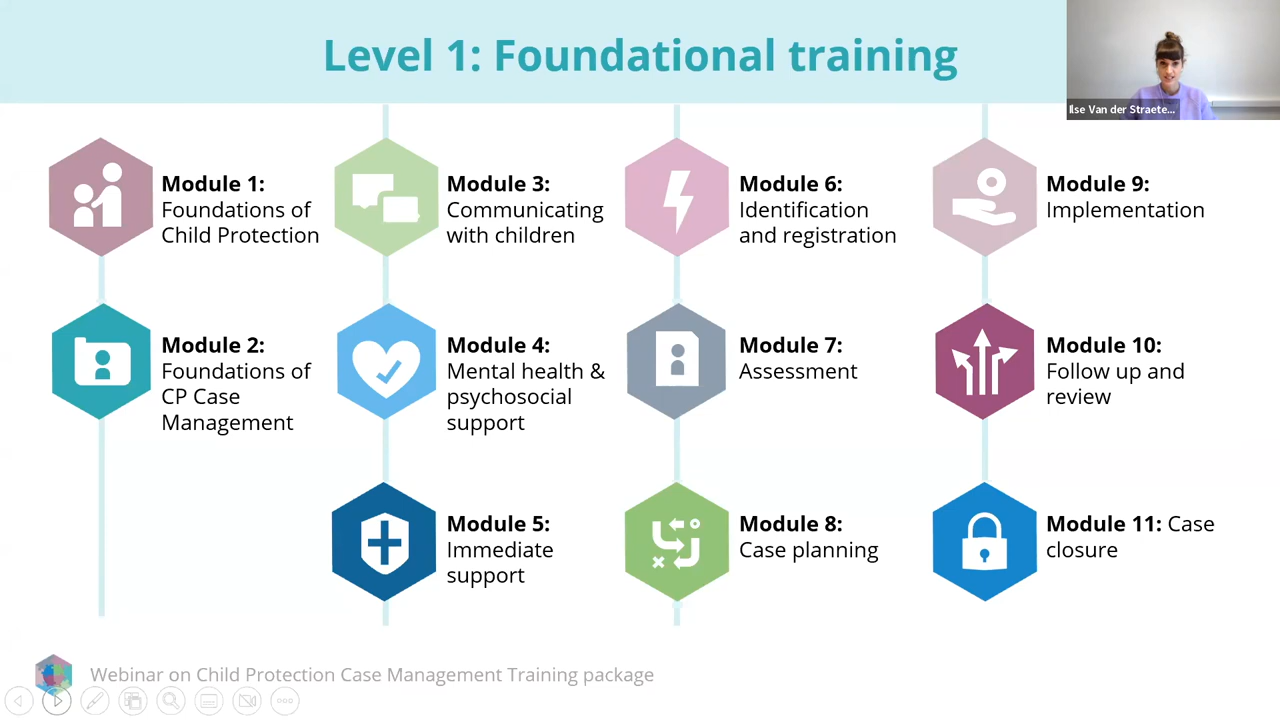 Level 1: Foundational training
Ilse Van der Straete...
Module 1:
Foundations of
Child Protection
Module 2:
Foundations of
CP Case
Management
Module 3:
Communicating
with children
Module 4:
Mental health &
psychosocial
support
Module 5:
Immediate
support
Module 6:
Identification
and registration
Module 7:
Assessment
Module 8:
Case planning
Module 9:
Implementation
Module 10:
Follow up and
review
Module 11: Case
closure
Webinar on Child Protection Case Management Training package